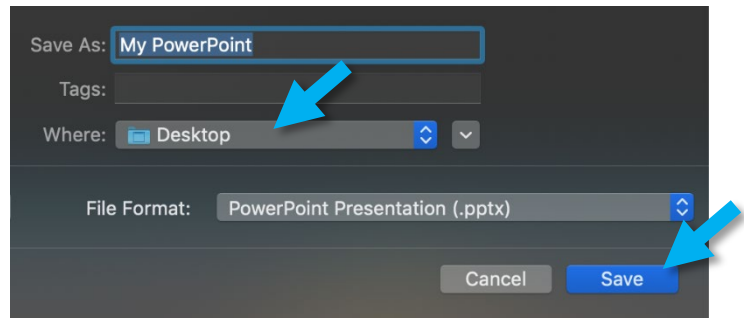 Save As: My PowerPoint
Tags:
Where: Desktop
File Format: PowerPoint Presentation (.pptx)
Cancel Save